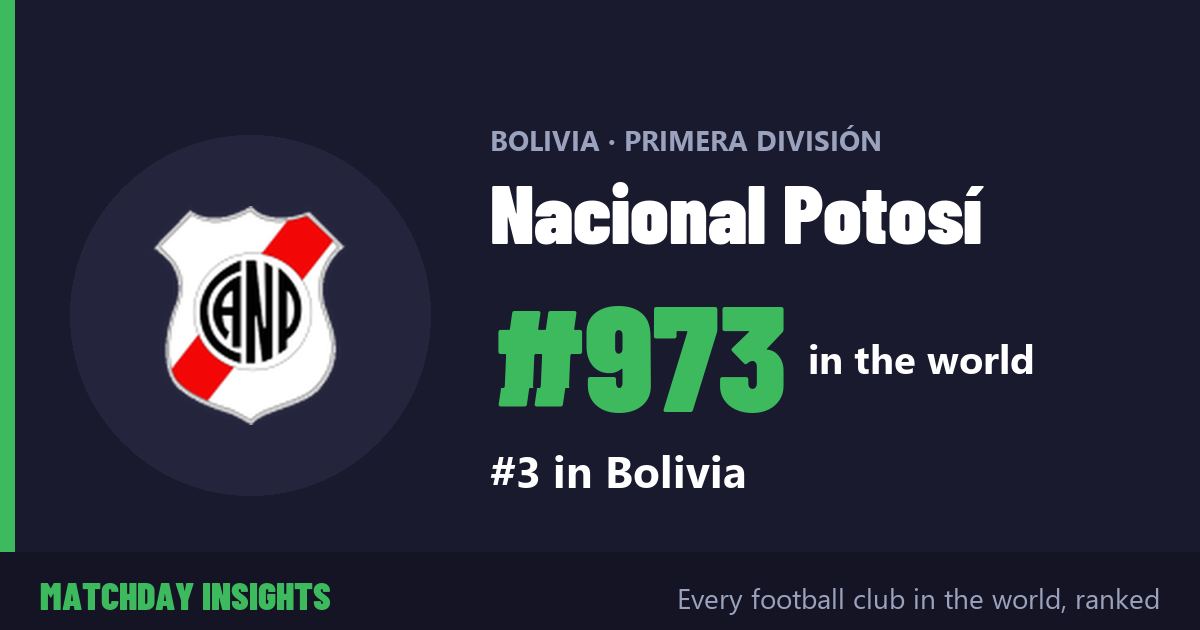 BOLIVIA · PRIMERA DIVISIÓN
Nacional Potosí
CANP
#973 in the world
#3 in Bolivia
MATCHDAY INSIGHTS
Every football club in the world, ranked